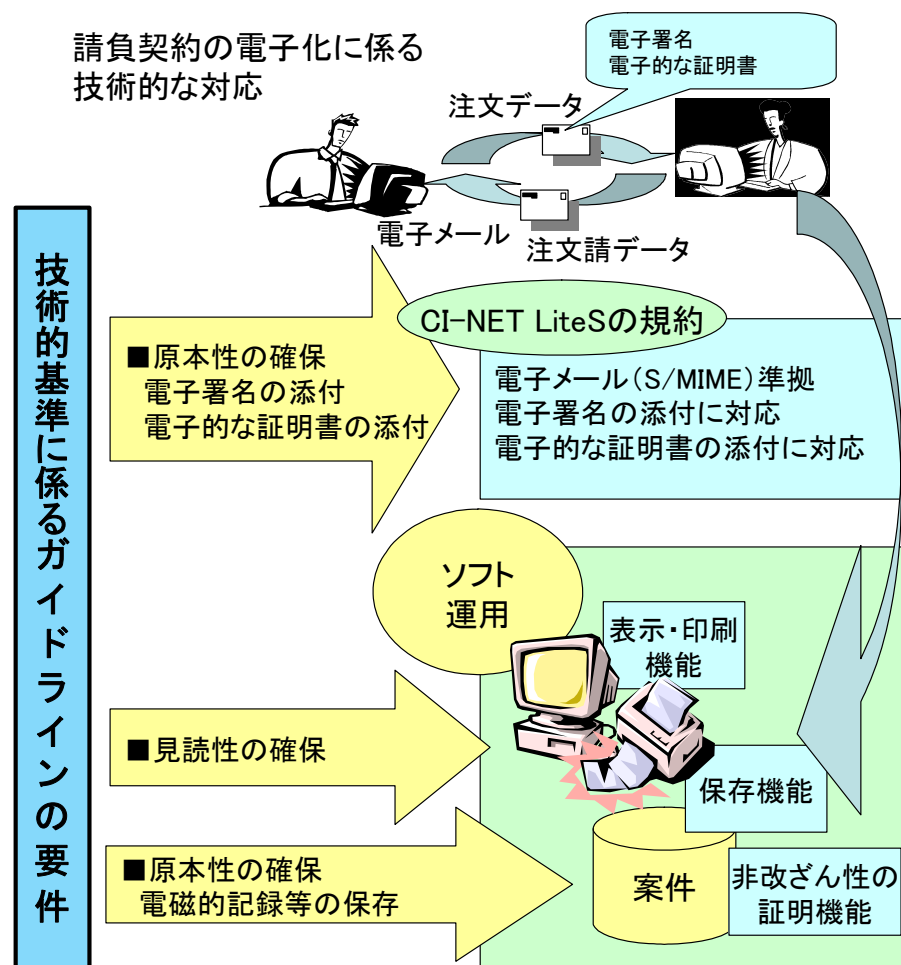 請負契約の電子化に係る
技術的な対応
電子署名
電子的な証明書
注文データ
電子メール
注文請データ
技術的基準に係るガイドラインの要件
CI-NET LiteSの規約
■原本性の確保
電子署名の添付
電子的な証明書の添付
電子メール(S/MIME)準拠
電子署名の添付に対応
電子的な証明書の添付に対応
ソフト
運用
表示・印刷
機能
■見読性の確保
保存機能
■原本性の確保
電磁的記録等の保存
案件
非改ざん性の
証明機能